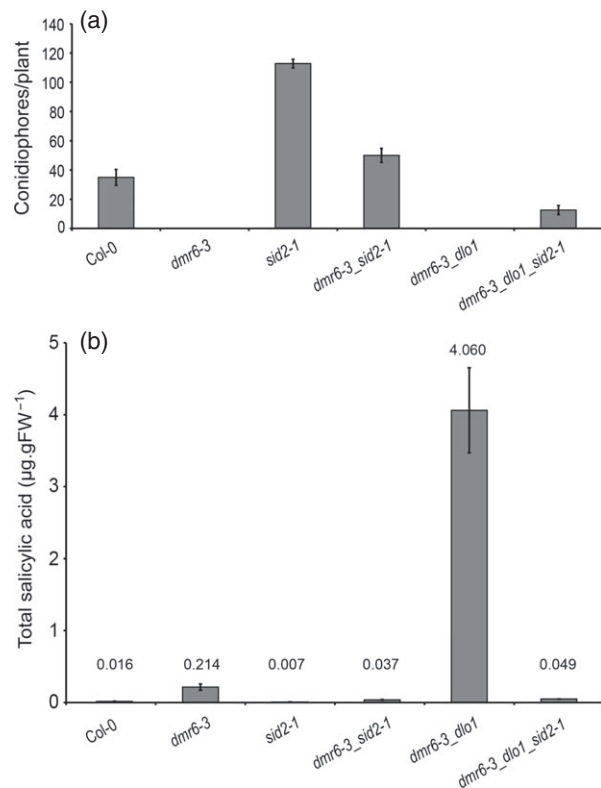 (a)
Conidiophores/plant
140
120
100
80
60
40
20
0
Col-0
dmr6-3
sid2-1
dmr6-3_sid2-1
dmr6-3_dlo1
dmr6-3_dlo1_sid2-1
(b)
Total salicylic acid (µg.gFW⁻¹)
5
4
3
2
1
0
0.016
0.214
0.007
0.037
4.060
0.049
Col-0
dmr6-3
sid2-1
dmr6-3_sid2-1
dmr6-3_dlo1
dmr6-3_dlo1_sid2-1